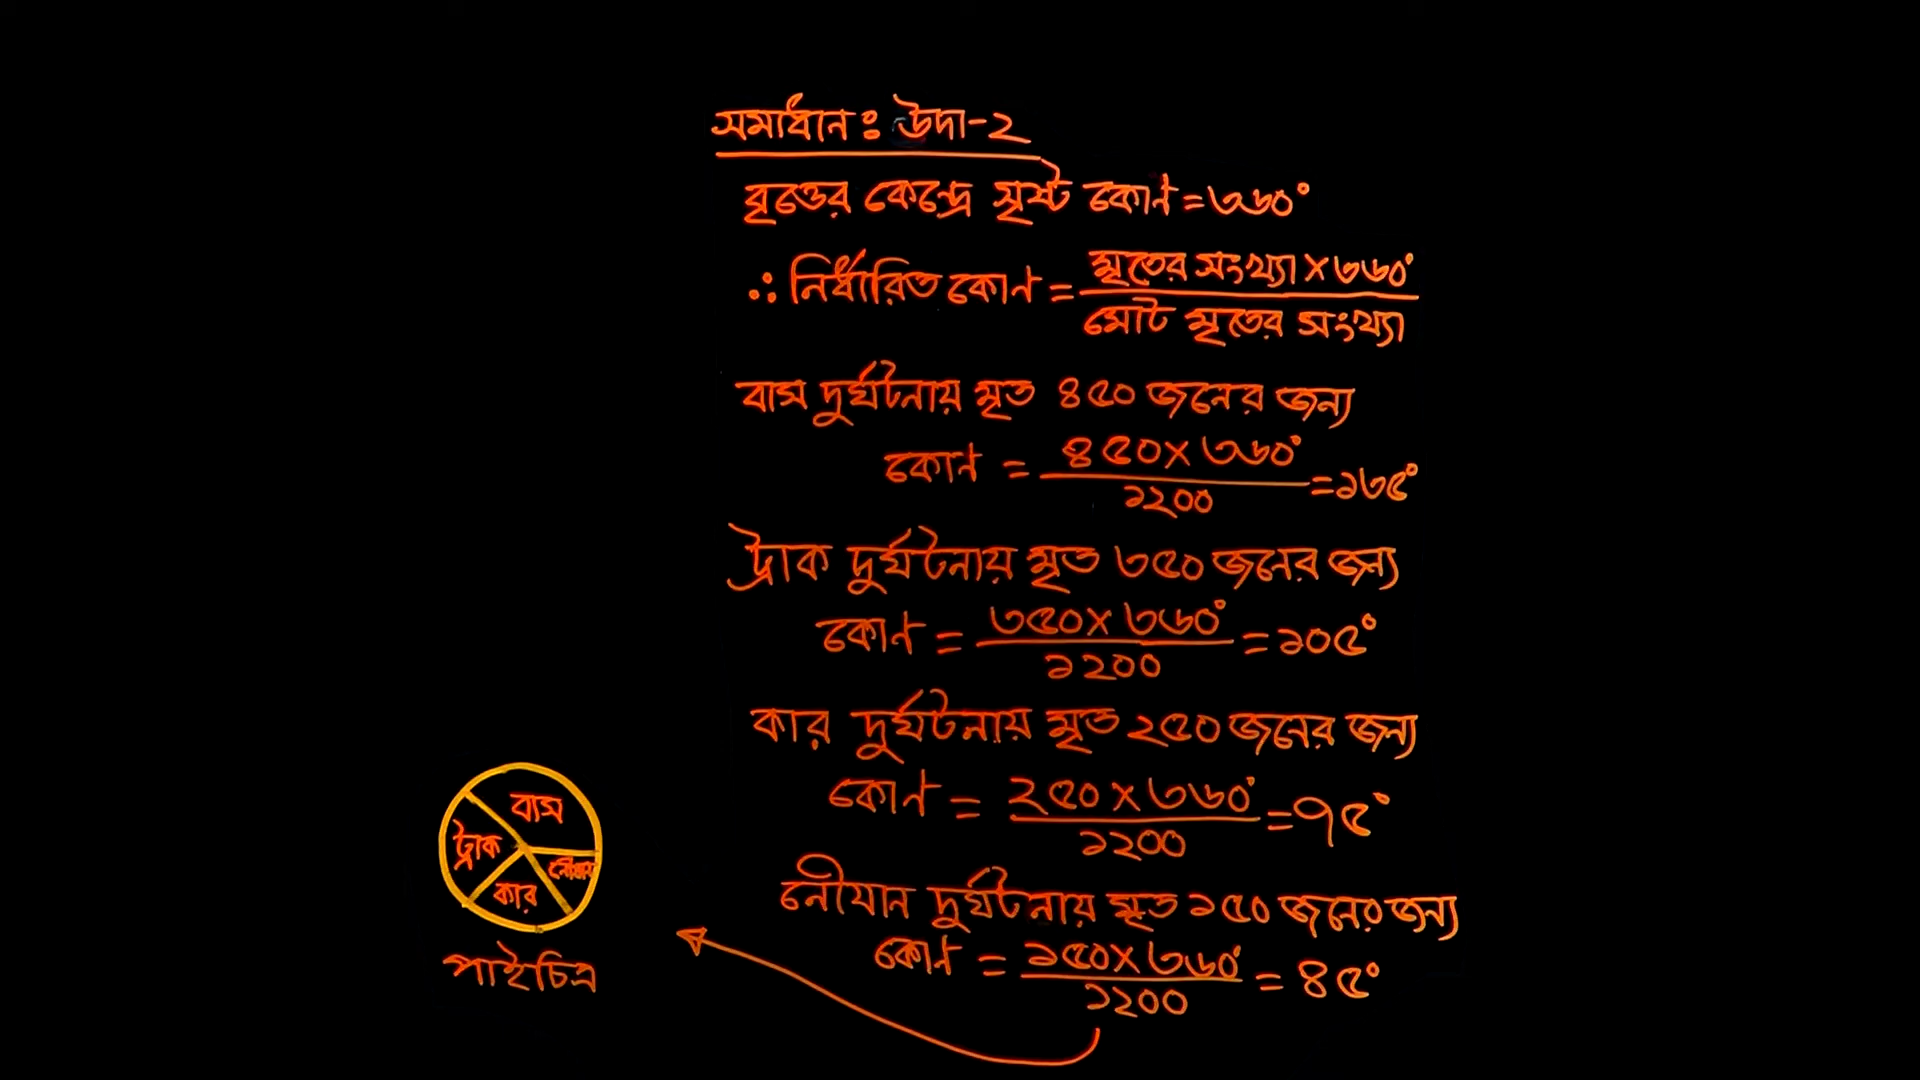 সমাধান: উদা-২
বৃত্তের কেন্দ্রে সৃষ্ট কোণ = ৩৬০°
∴ নির্ধারিত কোণ = মৃতের সংখ্যা × ৩৬০°
মোট মৃতের সংখ্যা
বাস দুর্ঘটনায় মৃত ৪৫০ জনের জন্য
কোণ = ৪৫০ × ৩৬০° = ১৩৫°
১২০০
ট্রাক দুর্ঘটনায় মৃত ৩৫০ জনের জন্য
কোণ = ৩৫০ × ৩৬০° = ১০৫°
১২০০
কার দুর্ঘটনায় মৃত ২৫০ জনের জন্য
কোণ = ২৫০ × ৩৬০° = ৭৫°
১২০০
নৌযান দুর্ঘটনায় মৃত ১৫০ জনের জন্য
কোণ = ১৫০ × ৩৬০° = ৪৫°
১২০০
বাস
ট্রাক
নৌযান
কার
পাইচিত্র